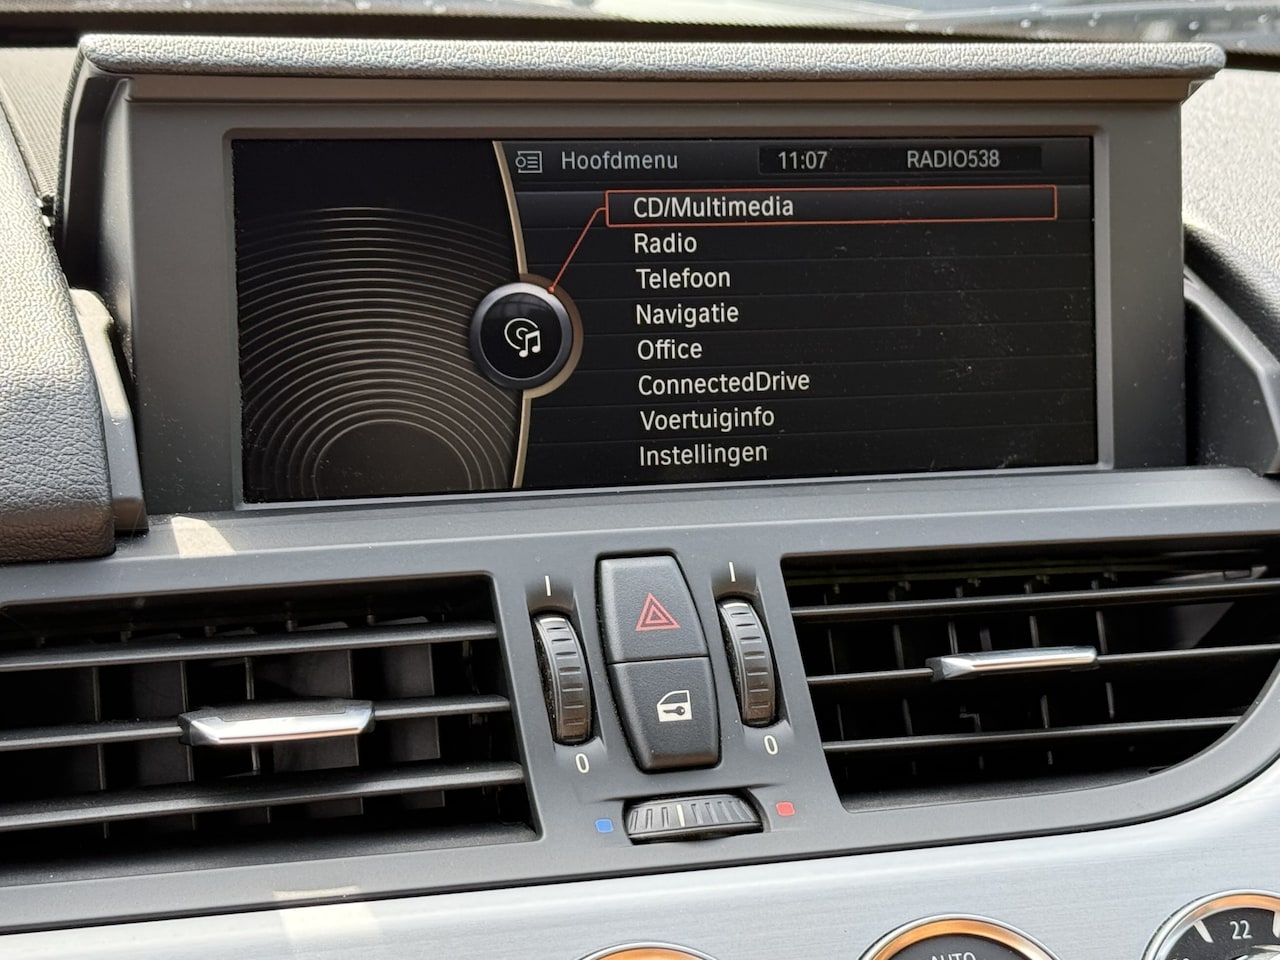 Hoofdmenu 11:07 RADIO538
CD/Multimedia
Radio
Telefoon
Navigatie
Office
ConnectedDrive
Voertuiginfo
Instellingen
I I
0 0
AUTO 22